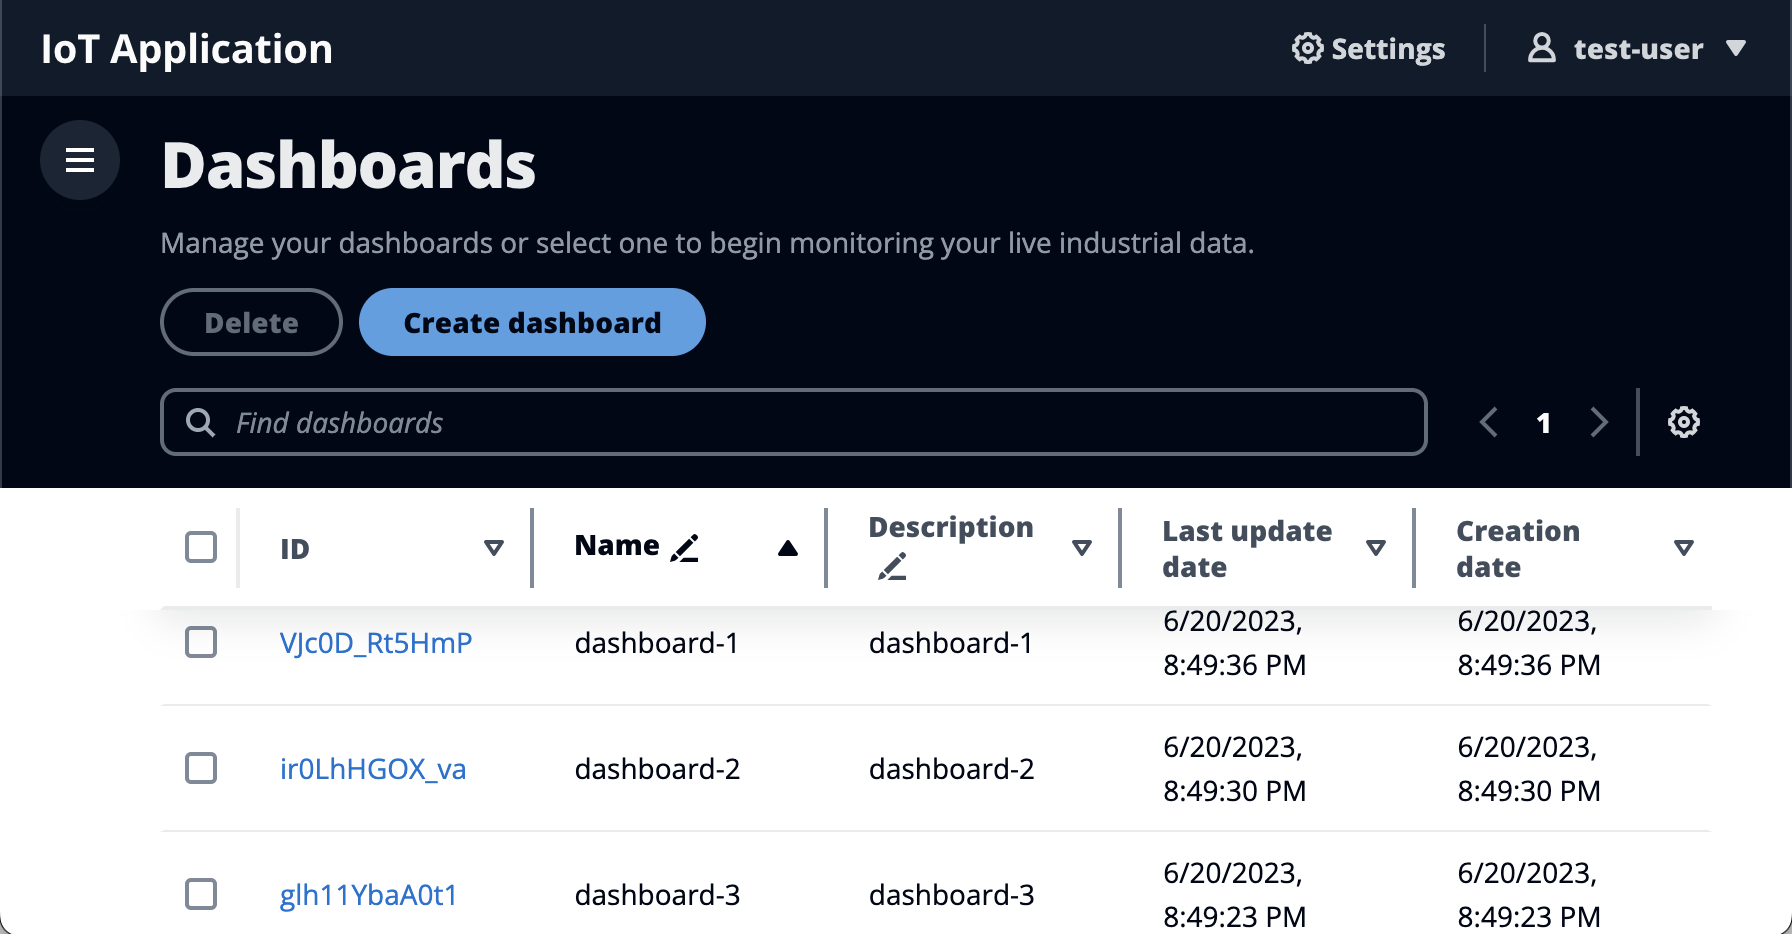 IoT Application
Settings
test-user
Dashboards
Manage your dashboards or select one to begin monitoring your live industrial data.
Delete
Create dashboard
Find dashboards
1
ID
Name
Description
Last update
date
Creation
date
VJc0D_Rt5HmP
dashboard-1
dashboard-1
6/20/2023,
8:49:36 PM
6/20/2023,
8:49:36 PM
ir0LhHGOX_va
dashboard-2
dashboard-2
6/20/2023,
8:49:30 PM
6/20/2023,
8:49:30 PM
glh11YbaA0t1
dashboard-3
dashboard-3
6/20/2023,
8:49:23 PM
6/20/2023,
8:49:23 PM